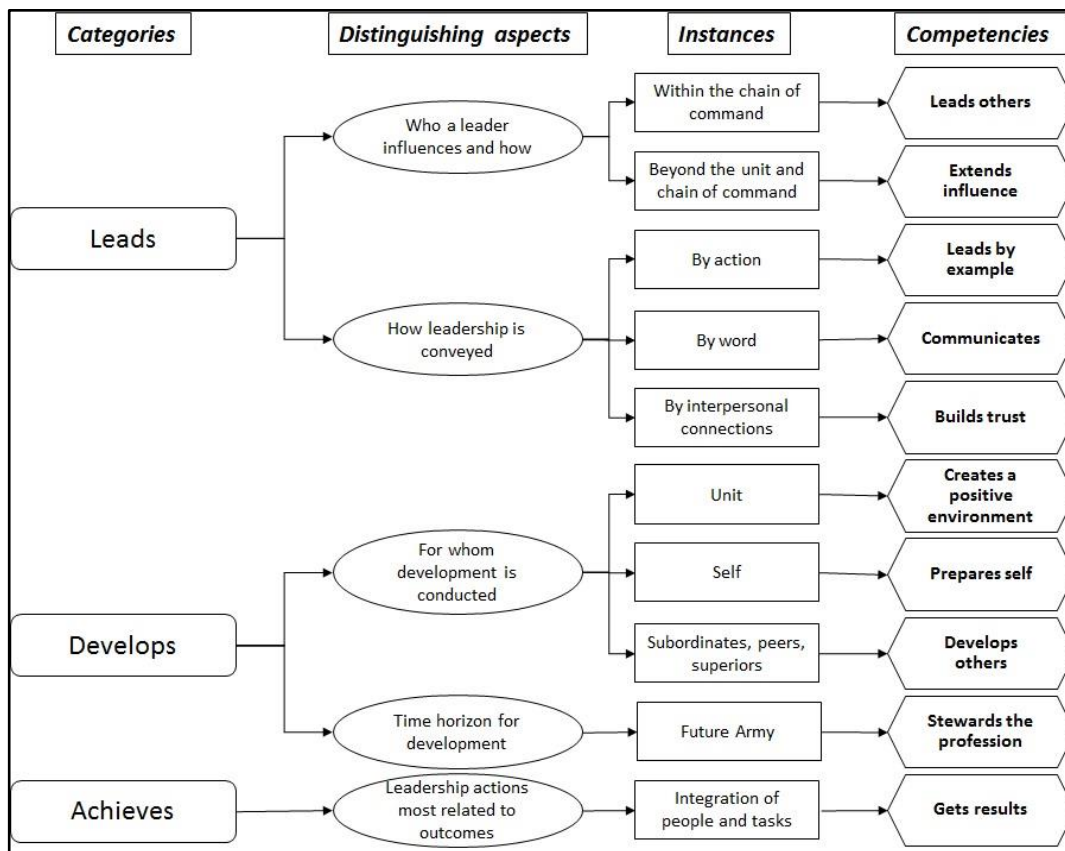 Categories
Distinguishing aspects
Instances
Competencies
Leads
Who a leader
influences and how
Within the chain of
command
Leads others
Beyond the unit and
chain of command
Extends
influence
How leadership is
conveyed
By action
Leads by
example
By word
Communicates
By interpersonal
connections
Builds trust
Develops
For whom
development is
conducted
Unit
Creates a
positive
environment
Self
Prepares self
Subordinates, peers,
superiors
Develops
others
Time horizon for
development
Future Army
Stewards the
profession
Achieves
Leadership actions
most related to
outcomes
Integration of
people and tasks
Gets results